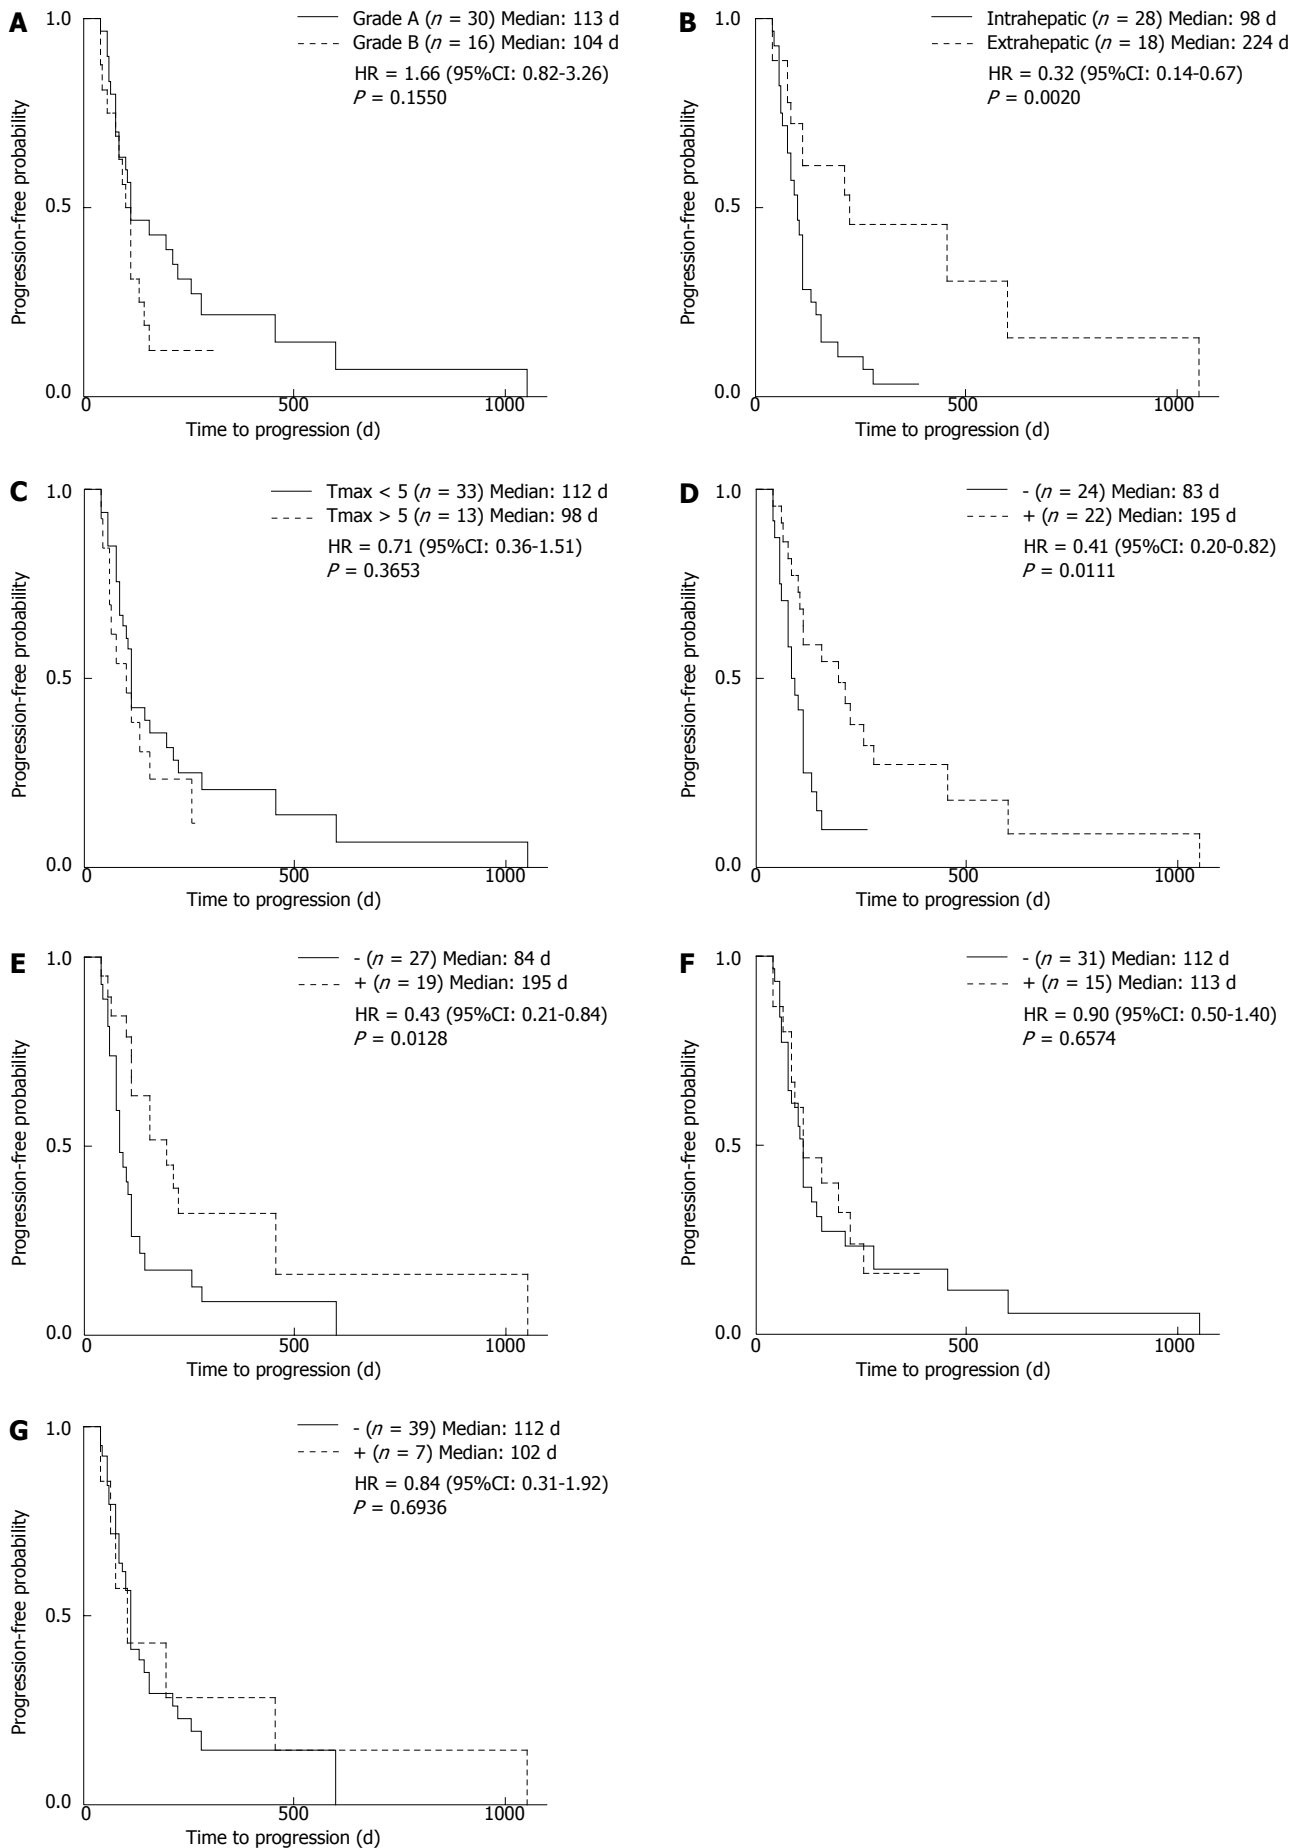 A
Grade A (n = 30) Median: 113 d
Grade B (n = 16) Median: 104 d
HR = 1.66 (95%CI: 0.82-3.26)
P = 0.1550
1.0
0.5
0.0
Progression-free probability
0 500 1000
Time to progression (d)
B
Intrahepatic (n = 28) Median: 98 d
Extrahepatic (n = 18) Median: 224 d
HR = 0.32 (95%CI: 0.14-0.67)
P = 0.0020
1.0
0.5
0.0
Progression-free probability
0 500 1000
Time to progression (d)
C
Tmax < 5 (n = 33) Median: 112 d
Tmax > 5 (n = 13) Median: 98 d
HR = 0.71 (95%CI: 0.36-1.51)
P = 0.3653
1.0
0.5
0.0
Progression-free probability
0 500 1000
Time to progression (d)
D
- (n = 24) Median: 83 d
+ (n = 22) Median: 195 d
HR = 0.41 (95%CI: 0.20-0.82)
P = 0.0111
1.0
0.5
0.0
Progression-free probability
0 500 1000
Time to progression (d)
E
- (n = 27) Median: 84 d
+ (n = 19) Median: 195 d
HR = 0.43 (95%CI: 0.21-0.84)
P = 0.0128
1.0
0.5
0.0
Progression-free probability
0 500 1000
Time to progression (d)
F
- (n = 31) Median: 112 d
+ (n = 15) Median: 113 d
HR = 0.90 (95%CI: 0.50-1.40)
P = 0.6574
1.0
0.5
0.0
Progression-free probability
0 500 1000
Time to progression (d)
G
- (n = 39) Median: 112 d
+ (n = 7) Median: 102 d
HR = 0.84 (95%CI: 0.31-1.92)
P = 0.6936
1.0
0.5
0.0
Progression-free probability
0 500 1000
Time to progression (d)